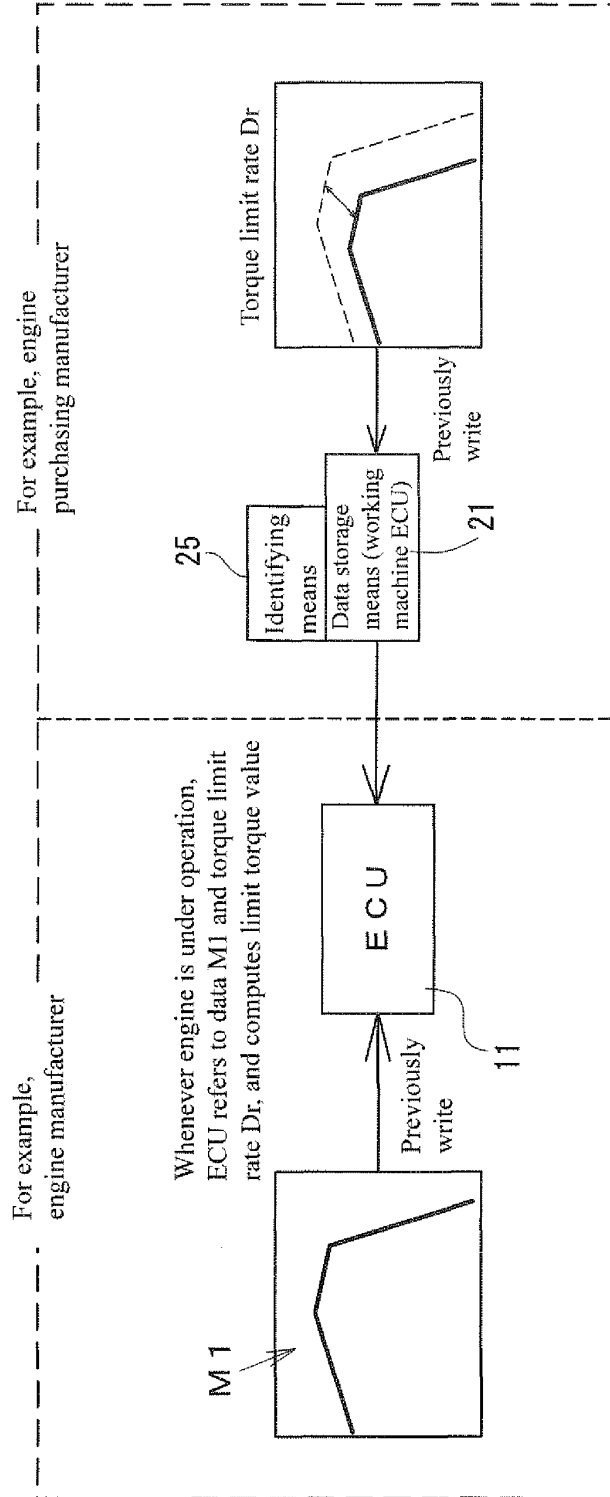 For example,
engine manufacturer
For example, engine
purchasing manufacturer
Whenever engine is under operation,
ECU refers to data M1 and torque limit
rate Dr, and computes limit torque value
M1
Previously
write
ECU
11
25
Identifying
means
Data storage
means (working
machine ECU)
21
Previously
write
Torque limit rate Dr